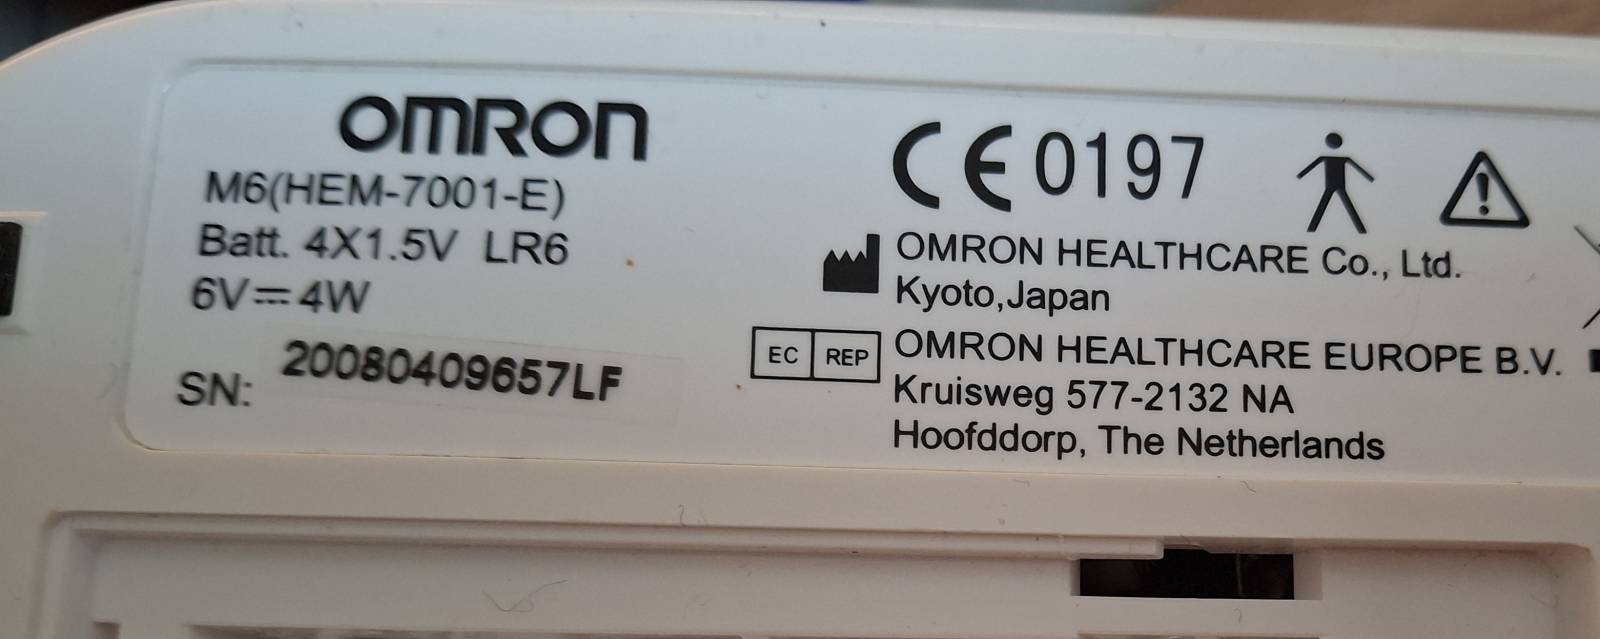 OMRON
M6(HEM-7001-E)
Batt. 4X1.5V LR6
6V⎓4W
SN: 20080409657LF
CE 0197
OMRON HEALTHCARE Co., Ltd.
Kyoto,Japan
EC REP
OMRON HEALTHCARE EUROPE B.V.
Kruisweg 577-2132 NA
Hoofddorp, The Netherlands